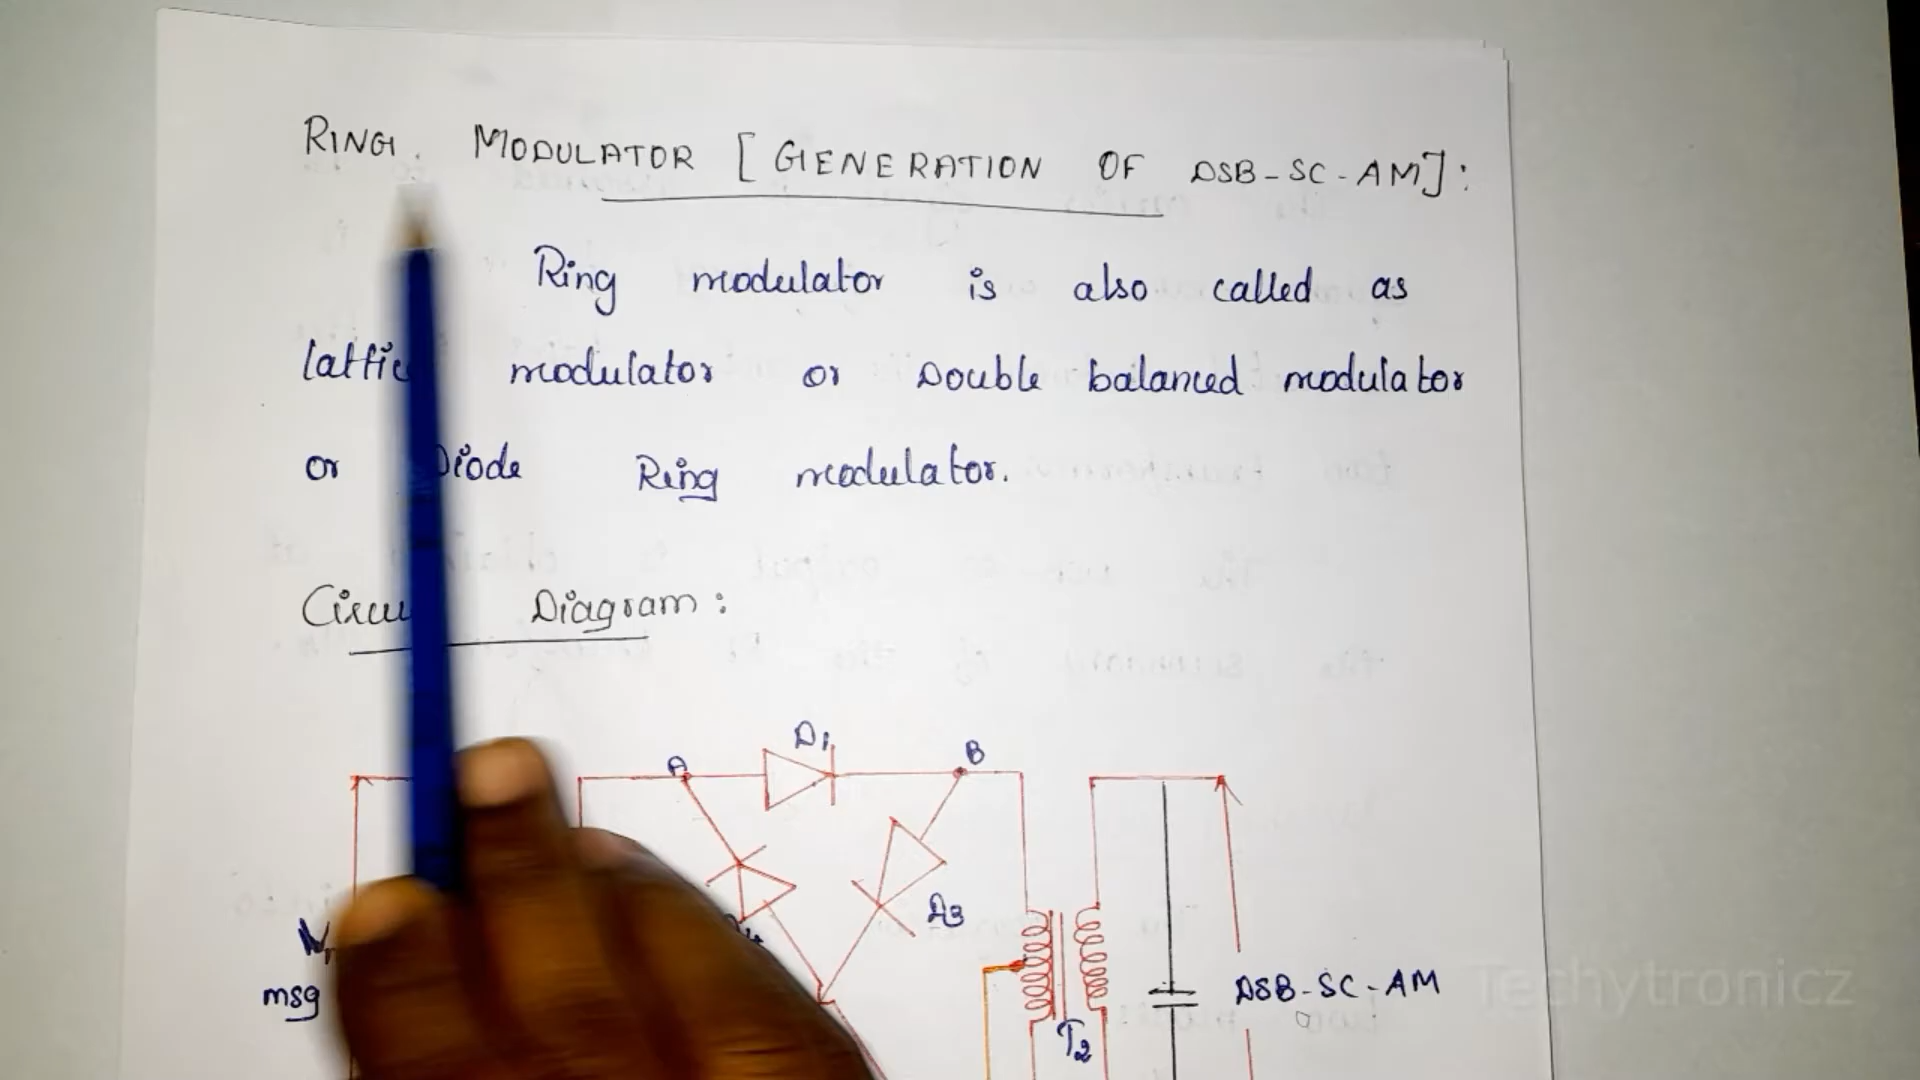 RING MODULATOR [GENERATION OF DSB-SC-AM]:
Ring modulator is also called as
modulator or Double balanced modulator
or Diode Ring modulator.
Diagram:
D1
A
B
D3
msg
DSB-SC-AM
T2
Techytronicz